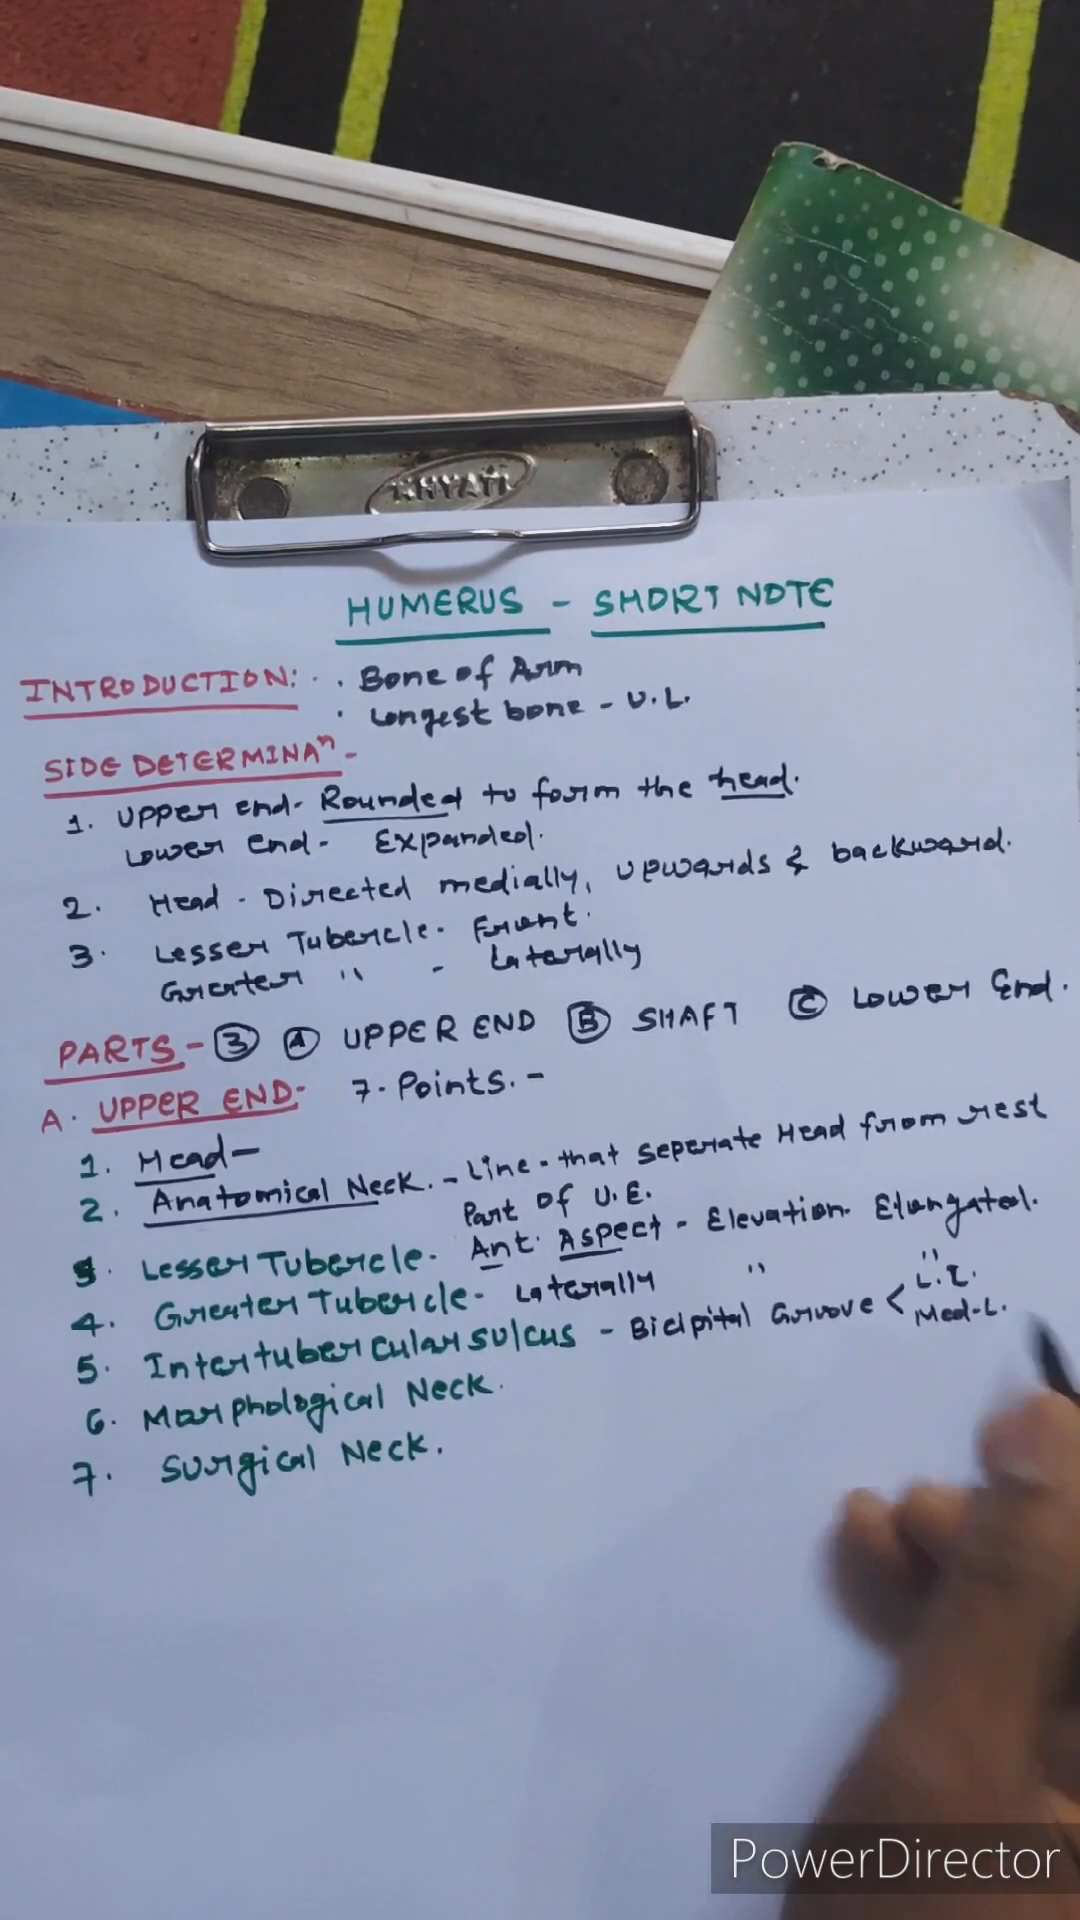 KHYATI
HUMERUS - SHORT NOTE
INTRODUCTION: . Bone of Arm
. Longest bone - U.L.
SIDE DETERMINAⁿ -
1. Upper end - Rounded to form the head.
Lower End - Expanded.
2. Head - Directed medially, upwards & backward.
3. Lesser Tubercle - Front.
Greater " - Laterally
PARTS - ③ Ⓐ UPPER END Ⓑ SHAFT Ⓒ LOWER End.
A. UPPER END - 7. Points. -
1. Head -
2. Anatomical Neck. - Line - that seperate Head from rest
Part of U.E.
3. Lesser Tubercle - Ant. Aspect - Elevation - Elongated.
4. Greater Tubercle - Laterally " "
5. Intertubercular sulcus - Bicipital Groove < L.L.
Med-L.
6. Morphological Neck.
7. Surgical Neck.
PowerDirector